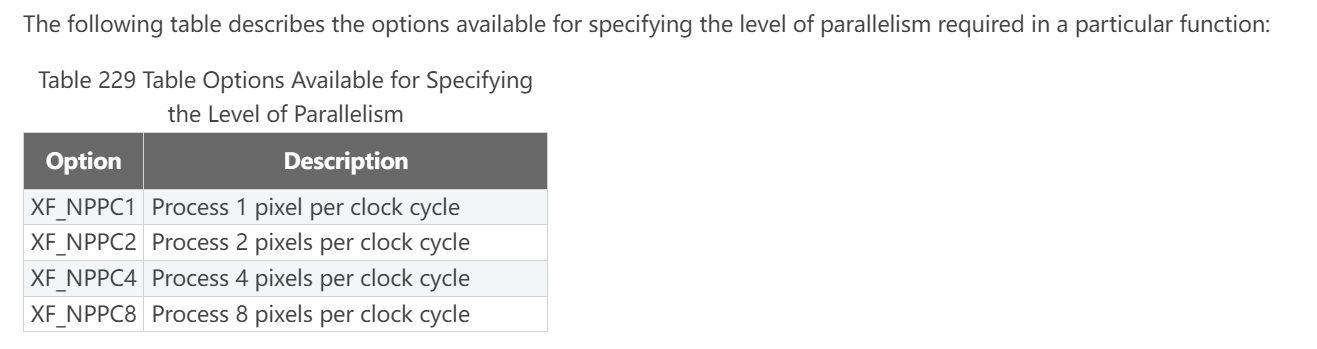 The following table describes the options available for specifying the level of parallelism required in a particular function:
Table 229 Table Options Available for Specifying
the Level of Parallelism
Option Description
XF_NPPC1 Process 1 pixel per clock cycle
XF_NPPC2 Process 2 pixels per clock cycle
XF_NPPC4 Process 4 pixels per clock cycle
XF_NPPC8 Process 8 pixels per clock cycle